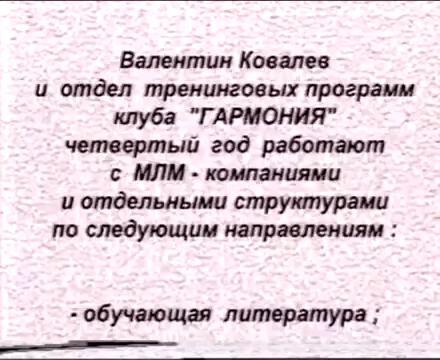 Валентин Ковалев
и отдел тренинговых программ
клуба "ГАРМОНИЯ"
четвертый год работают
с МЛМ - компаниями
и отдельными структурами
по следующим направлениям :
- обучающая литература ;